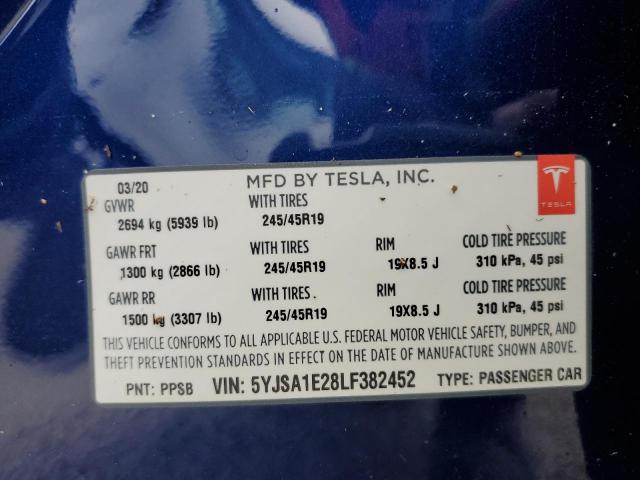 03/20 MFD BY TESLA, INC.
TESLA
GVWR WITH TIRES
2694 kg (5939 lb) 245/45R19
GAWR FRT WITH TIRES RIM COLD TIRE PRESSURE
1300 kg (2866 lb) 245/45R19 19X8.5 J 310 kPa, 45 psi
GAWR RR WITH TIRES RIM COLD TIRE PRESSURE
1500 kg (3307 lb) 245/45R19 19X8.5 J 310 kPa, 45 psi
THIS VEHICLE CONFORMS TO ALL APPLICABLE U.S. FEDERAL MOTOR VEHICLE SAFETY, BUMPER, AND
THEFT PREVENTION STANDARDS IN EFFECT ON THE DATE OF MANUFACTURE SHOWN ABOVE.
PNT: PPSB VIN: 5YJSA1E28LF382452 TYPE: PASSENGER CAR